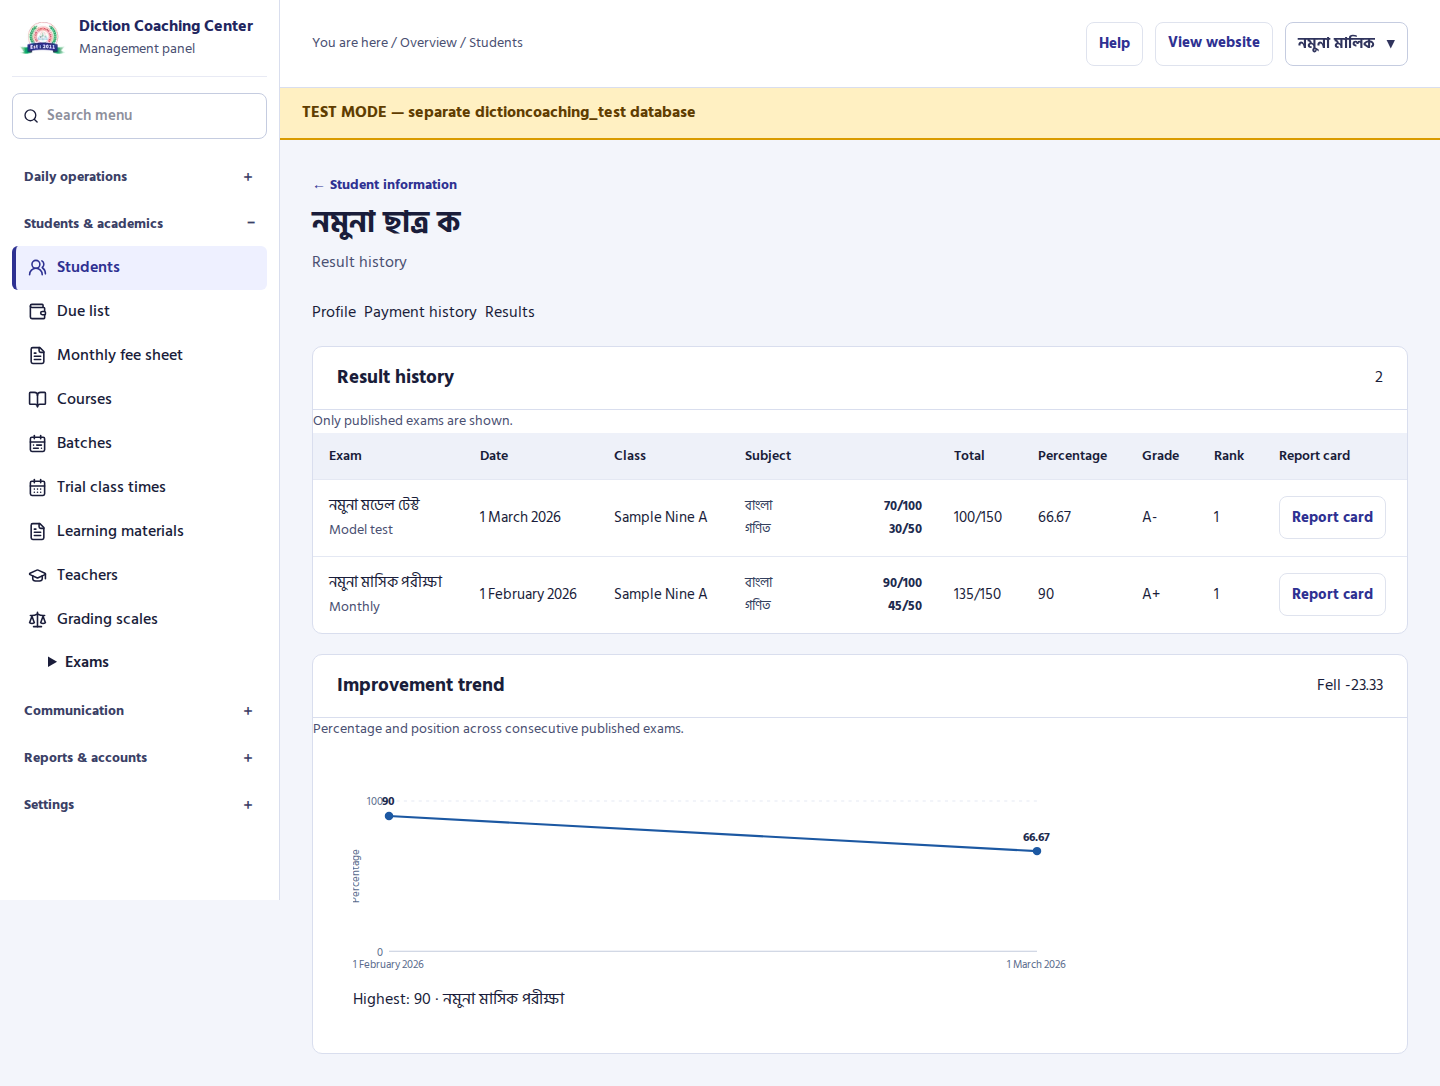 Diction Coaching Center
Management panel
Est : 2011
Search menu
Daily operations +
Students & academics −
Students
Due list
Monthly fee sheet
Courses
Batches
Trial class times
Learning materials
Teachers
Grading scales
▶ Exams
Communication +
Reports & accounts +
Settings +
You are here / Overview / Students
Help
View website
নমুনা মালিক ▼
TEST MODE — separate dictioncoaching_test database
← Student information
নমুনা ছাত্র ক
Result history
Profile Payment history Results
Result history 2
Only published exams are shown.
Exam Date Class Subject Total Percentage Grade Rank Report card
নমুনা মডেল টেস্ট
Model test
1 March 2026
Sample Nine A
বাংলা 70/100
গণিত 30/50
100/150
66.67
A-
1
Report card
নমুনা মাসিক পরীক্ষা
Monthly
1 February 2026
Sample Nine A
বাংলা 90/100
গণিত 45/50
135/150
90
A+
1
Report card
Improvement trend Fell -23.33
Percentage and position across consecutive published exams.
100
90
66.67
Percentage
0
1 February 2026 1 March 2026
Highest: 90 · নমুনা মাসিক পরীক্ষা